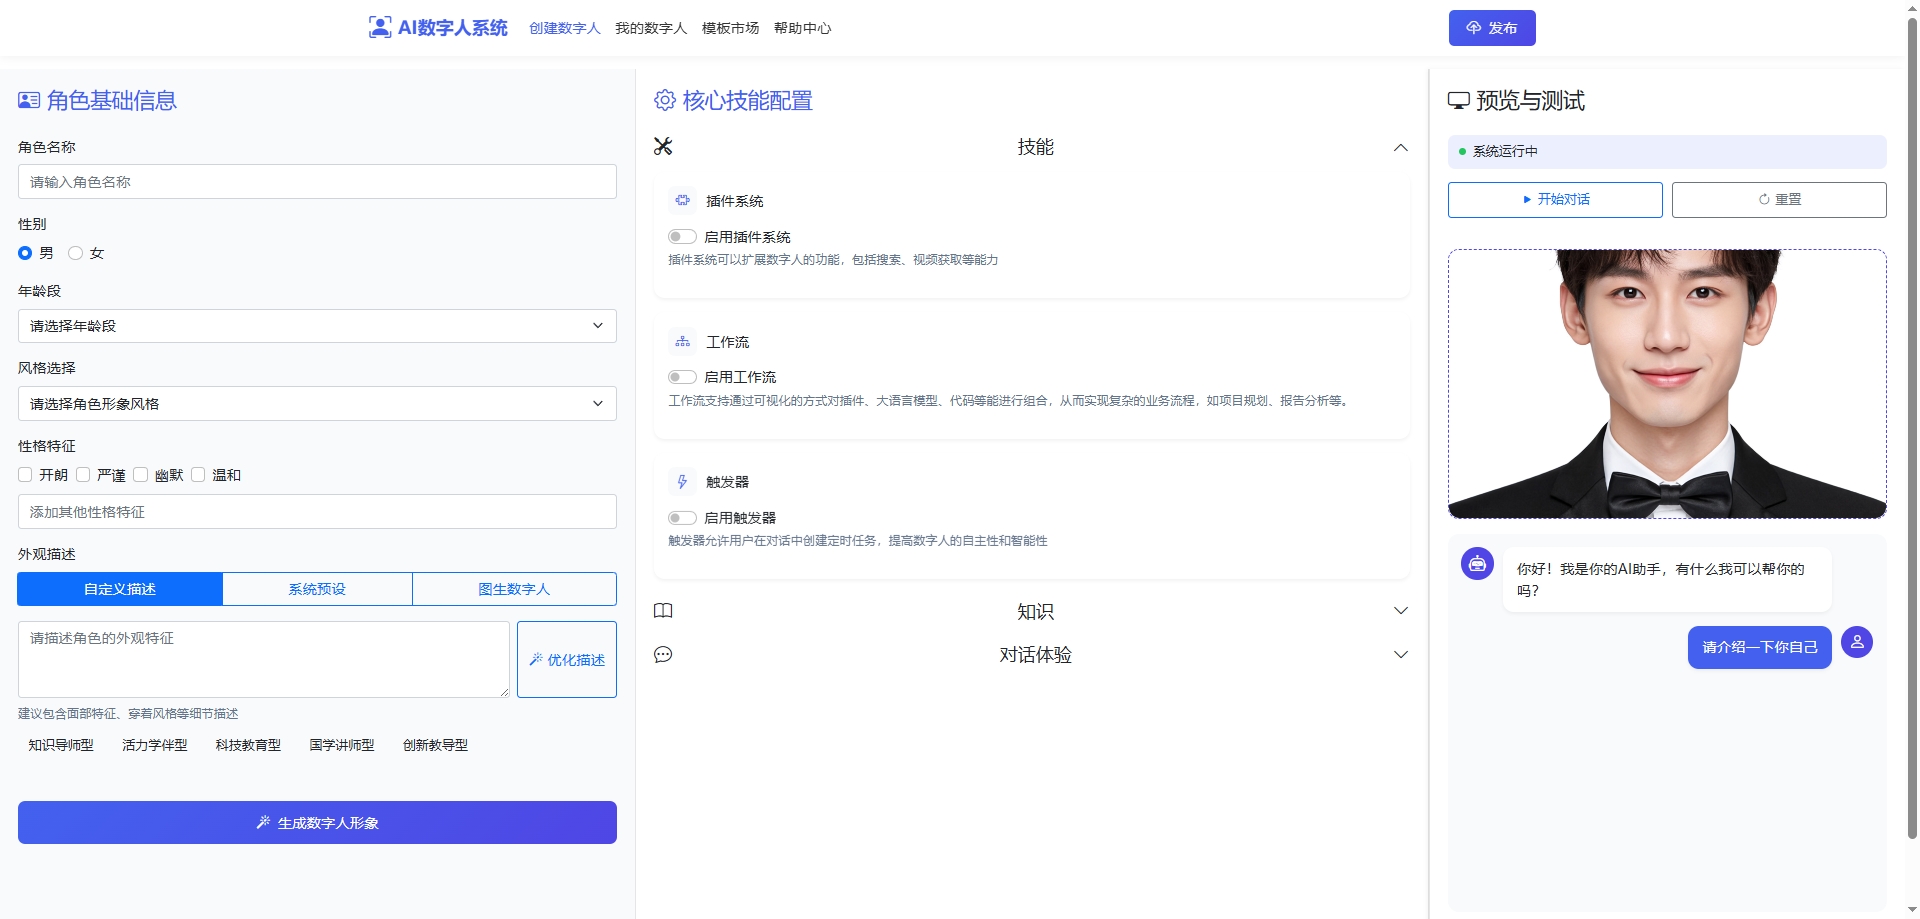 AI数字人系统
创建数字人 我的数字人 模板市场 帮助中心
发布
角色基础信息
角色名称
请输入角色名称
性别
男 女
年龄段
请选择年龄段
风格选择
请选择角色形象风格
性格特征
开朗 严谨 幽默 温和
添加其他性格特征
外观描述
自定义描述 系统预设 图生数字人
请描述角色的外观特征
优化描述
建议包含面部特征、穿着风格等细节描述
知识导师型 活力学伴型 科技教育型 国学讲师型 创新教导型
生成数字人形象
核心技能配置
技能
插件系统
启用插件系统
插件系统可以扩展数字人的功能，包括搜索、视频获取等能力
工作流
启用工作流
工作流支持通过可视化的方式对插件、大语言模型、代码等能进行组合，从而实现复杂的业务流程，如项目规划、报告分析等。
触发器
启用触发器
触发器允许用户在对话中创建定时任务，提高数字人的自主性和智能性
知识
对话体验
预览与测试
系统运行中
开始对话 重置
你好！我是你的AI助手，有什么我可以帮你的
吗？
请介绍一下你自己